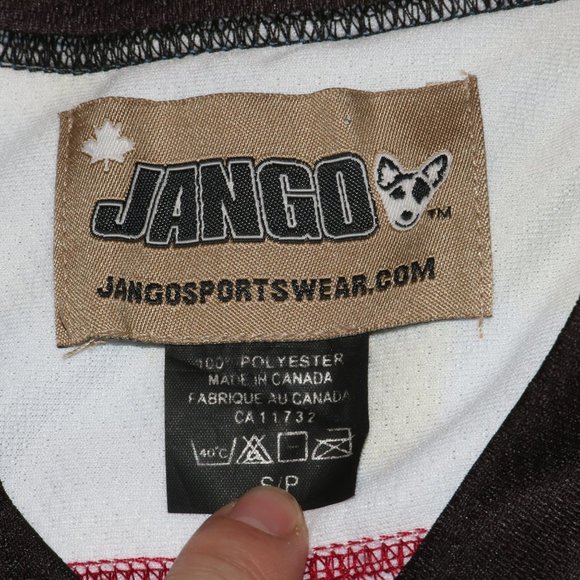 JANGO TM
JANGOSPORTSWEAR.COM
100% POLYESTER
MADE IN CANADA
FABRIQUE AU CANADA
CA11732
40°C
S/P